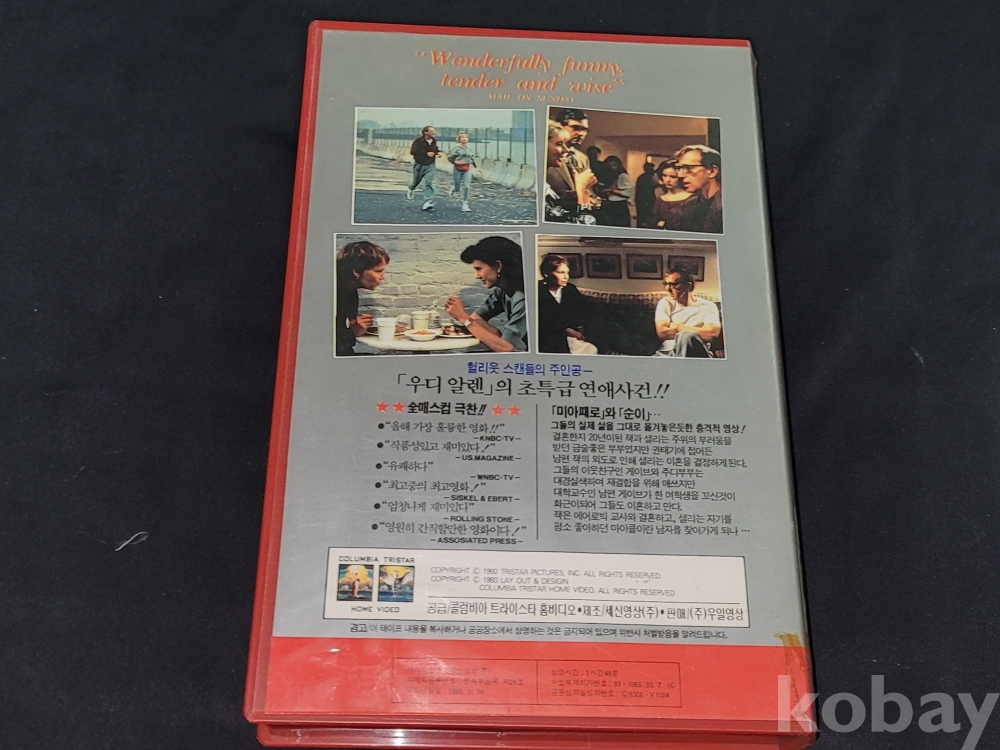 “Wonderfully funny,
tender and wise”
MAIL ON SUNDAY
헐리웃 스캔들의 주인공—
「우디 알렌」의 초특급 연애사건!!
★★ 全매스컴 극찬!! ★★
●“올해 가장 훌륭한 영화!!”
—KNBC-TV—
●“작품성있고 재미있다!”
—US.MAGAZINE—
●“유쾌하다”
—WNBC-TV—
●“최고중의 최고영화!”
—SISKEL & EBERT—
●“엄청나게 재미있다”
—ROLLING STONE—
●“영원히 간직할만한 영화이다!”
—ASSOSIATED PRESS—
「미아패로」와 「순이」…
그들의 실제 삶을 그대로 옮겨놓은듯한 충격적 영상!
결혼한지 20년이된 잭과 샐리는 주위의 부러움을
받던 금술좋은 부부였지만 권태기에 접어든
남편 잭의 외도로 인해 샐리는 이혼을 결정하게 된다.
그들의 이웃친구인 게이브와 주디부부는
대경실색하며 재결합을 위해 애쓰지만
대학교수인 남편 게이브가 한 여학생을 꼬신것이
화근이되어 그들도 이혼하고 만다.
잭은 에어로빅 교사와 결혼하고, 샐리는 자기를
평소 좋아하던 마이클이란 남자를 찾아가게 되나…
COLUMBIA TRISTAR
HOME VIDEO
COPYRIGHT © 1992 TRISTAR PICTURES, INC. ALL RIGHTS RESERVED.
COPYRIGHT © 1993 LAY OUT & DESIGIN
COLUMBIA TRISTAR HOME VIDEO. ALL RIGHTS RESERVED.
공급/콜럼비아 트라이스타 홈비디오•제조/세신영상(주)•판매/(주)우일영상
경고/이 테이프 내용을 복사하거나 공공장소에서 상영하는 것은 금지되어 있으며 위반시 처벌받음을 알려드립니다.
상영시간 : 1시간48분
kobay